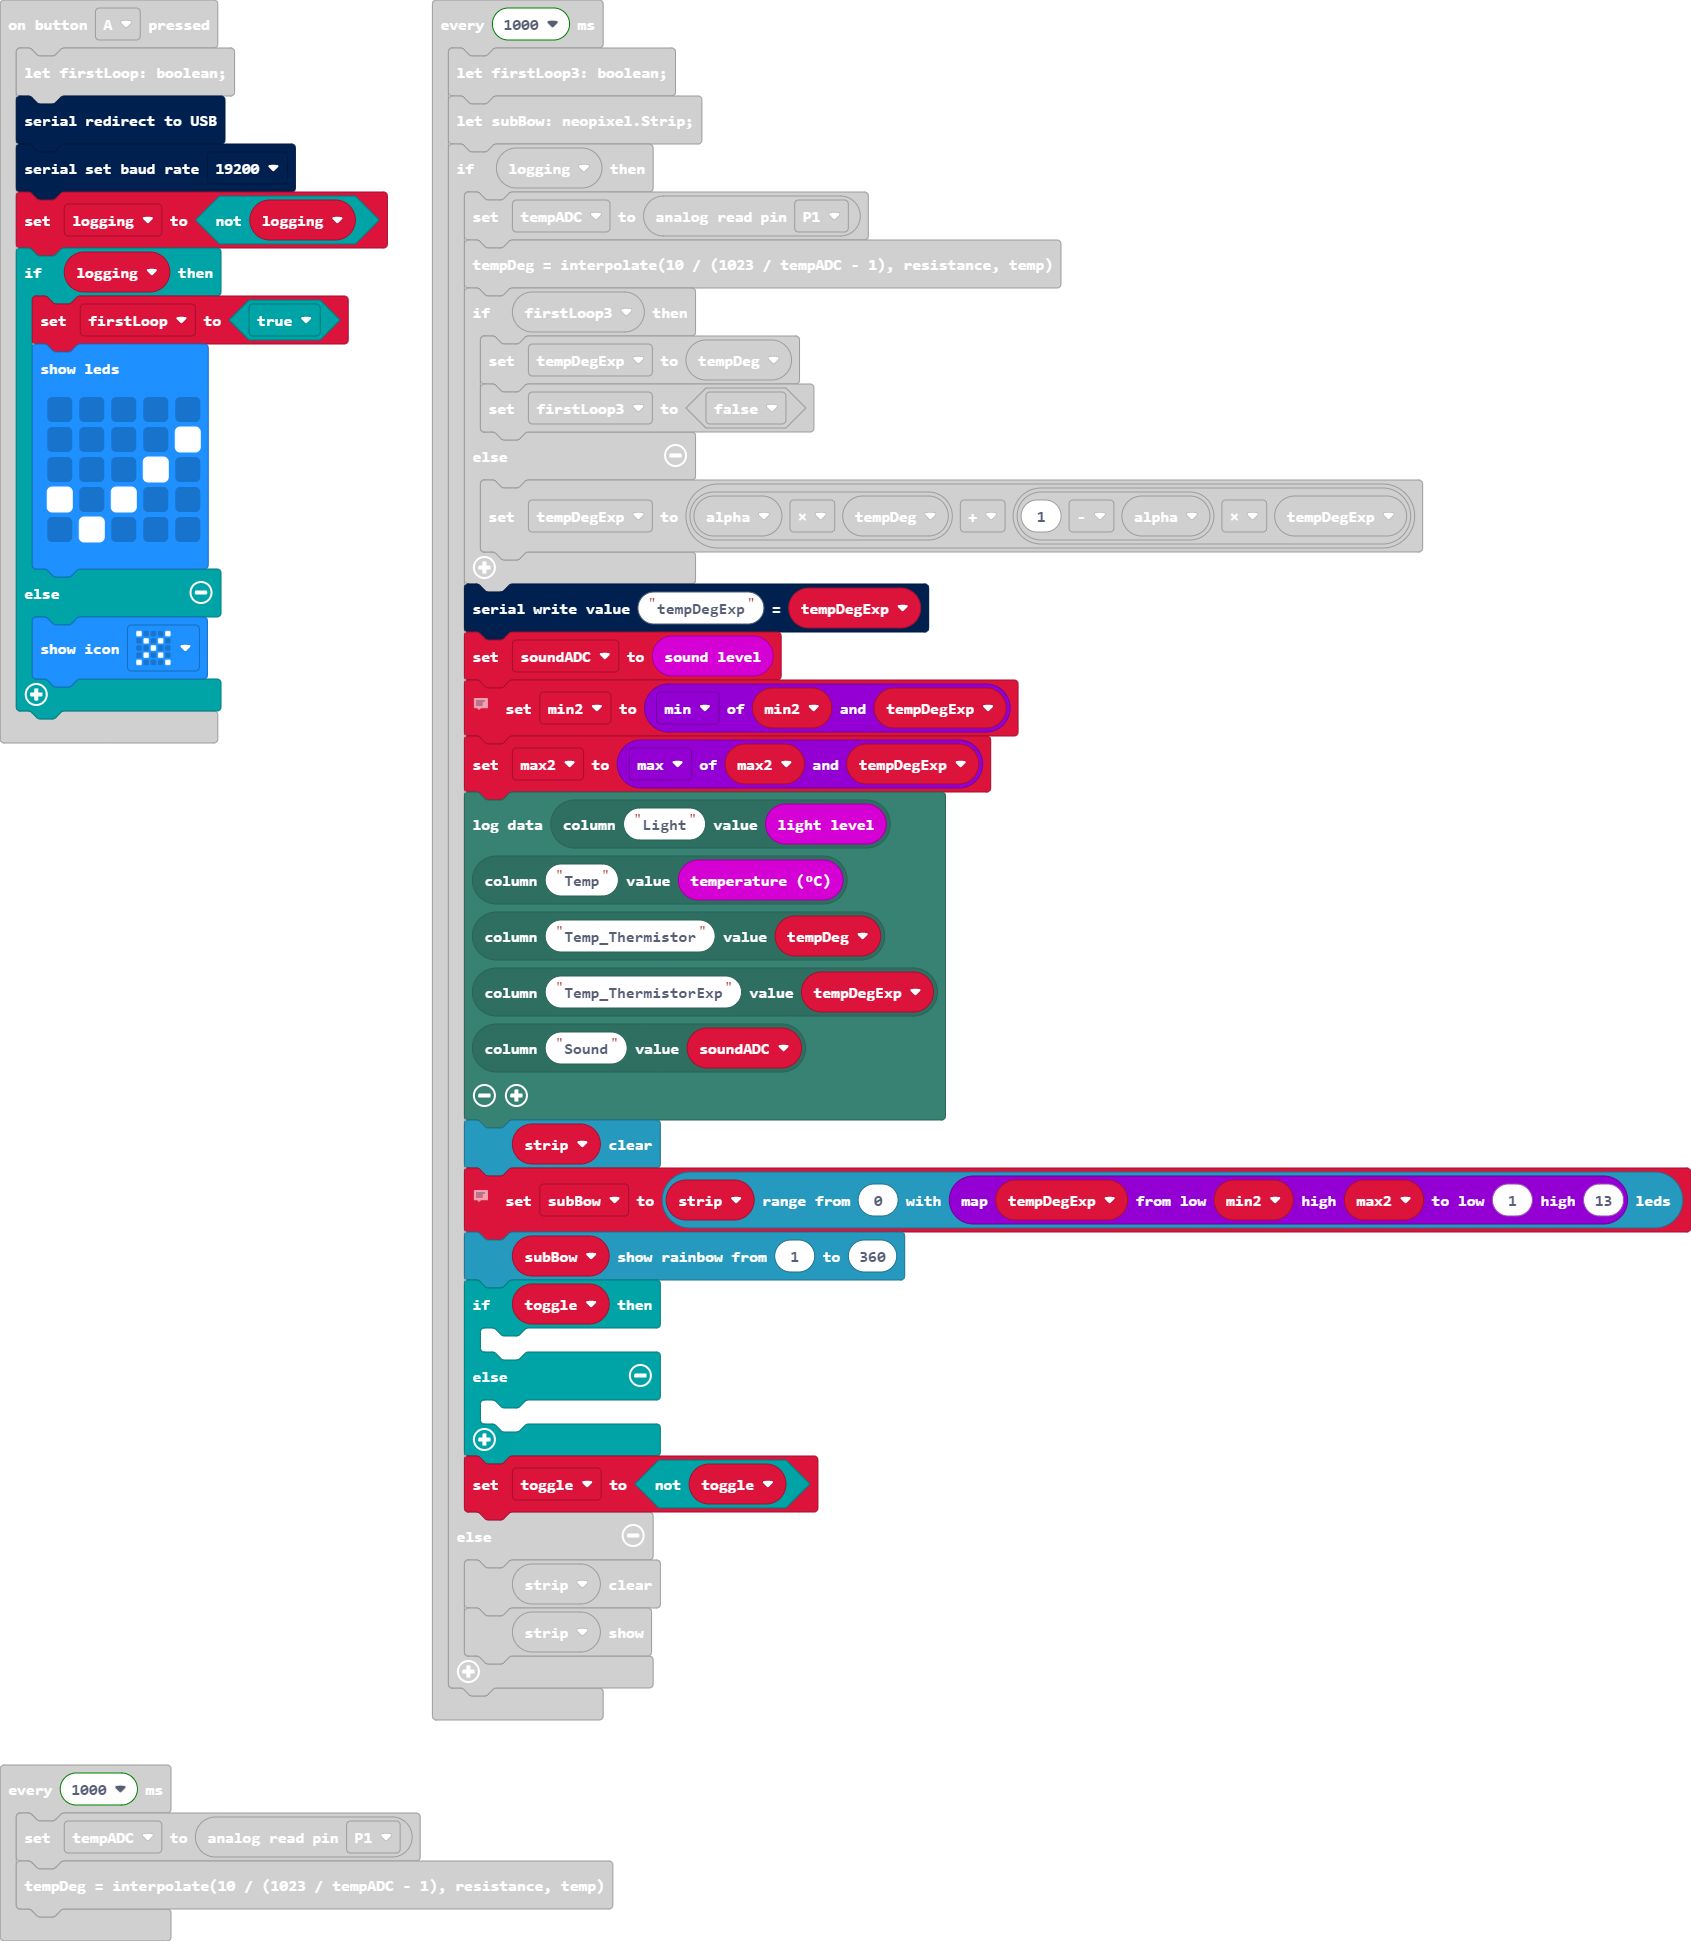 on button A pressed
let firstLoop: boolean;
serial redirect to USB
serial set baud rate 19200
set logging to not logging
if logging then
set firstLoop to true
show leds
else
show icon
every 1000 ms
let firstLoop3: boolean;
let subBow: neopixel.Strip;
if logging then
set tempADC to analog read pin P1
tempDeg = interpolate(10 / (1023 / tempADC - 1), resistance, temp)
if firstLoop3 then
set tempDegExp to tempDeg
set firstLoop3 to false
else
set tempDegExp to alpha × tempDeg + 1 - alpha × tempDegExp
serial write value "tempDegExp" = tempDegExp
set soundADC to sound level
set min2 to min of min2 and tempDegExp
set max2 to max of max2 and tempDegExp
log data column "Light" value light level
column "Temp" value temperature (°C)
column "Temp_Thermistor" value tempDeg
column "Temp_ThermistorExp" value tempDegExp
column "Sound" value soundADC
strip clear
set subBow to strip range from 0 with map tempDegExp from low min2 high max2 to low 1 high 13 leds
subBow show rainbow from 1 to 360
if toggle then
else
set toggle to not toggle
else
strip clear
strip show
every 1000 ms
set tempADC to analog read pin P1
tempDeg = interpolate(10 / (1023 / tempADC - 1), resistance, temp)